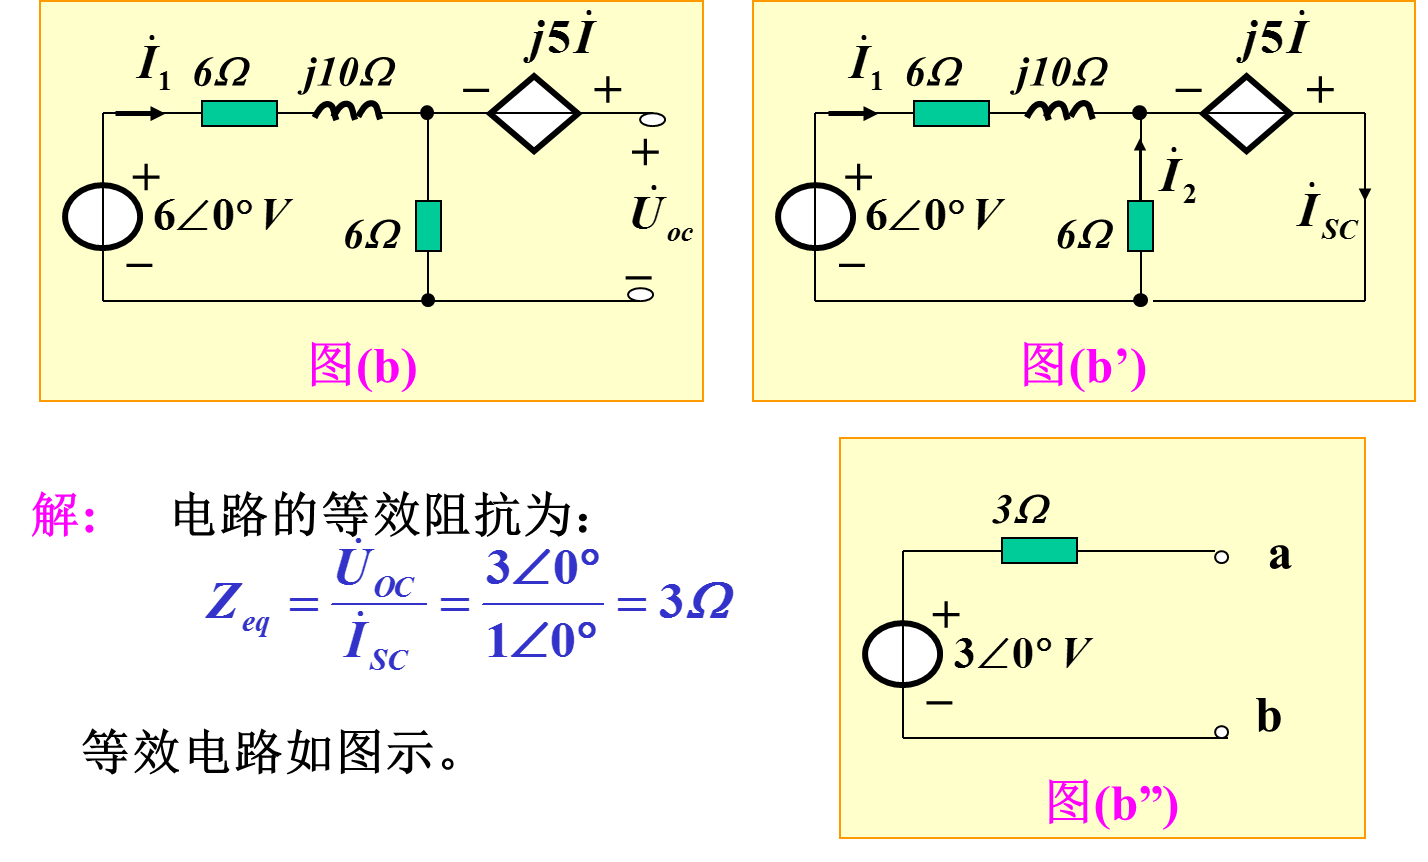 İ₁ 6Ω j10Ω − j5İ +
+
6∠0° V
−
6Ω
+
U̇oc
−
图(b)
İ₁ 6Ω j10Ω − j5İ +
+
6∠0° V
−
6Ω
İ₂
İSC
图(b’)
解: 电路的等效阻抗为:
Zeq = U̇OC / İSC = 3∠0° / 1∠0° = 3Ω
等效电路如图示。
3Ω
a
+
3∠0° V
−
b
图(b”)